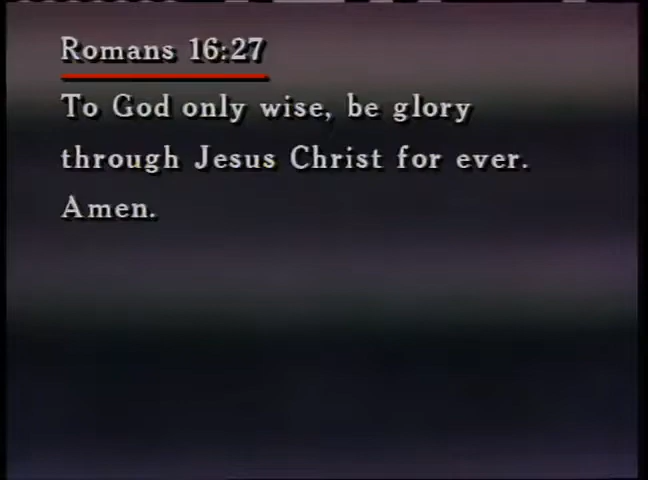 Romans 16:27
To God only wise, be glory
through Jesus Christ for ever.
Amen.